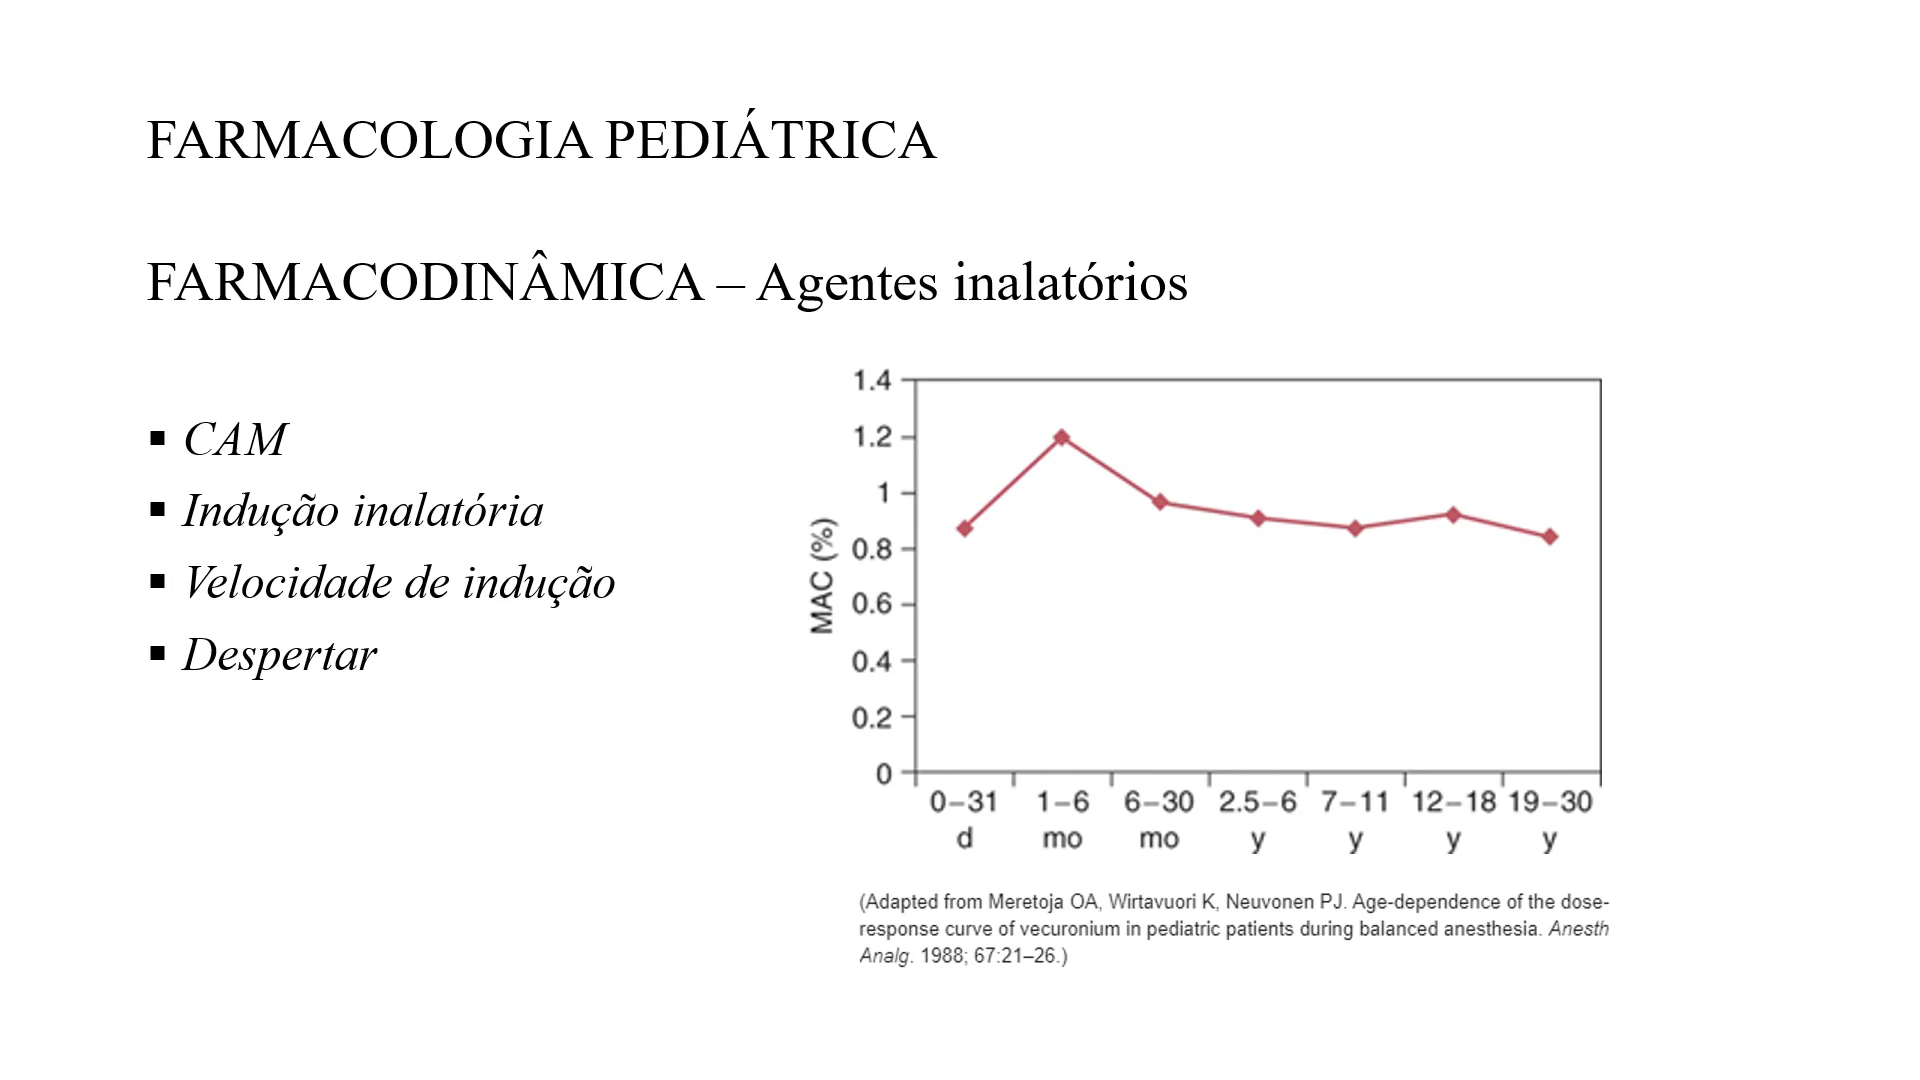 FARMACOLOGIA PEDIÁTRICA
FARMACODINÂMICA – Agentes inalatórios
▪ CAM
▪ Indução inalatória
▪ Velocidade de indução
▪ Despertar
MAC (%)
1.4
1.2
1
0.8
0.6
0.4
0.2
0
0–31 1–6 6–30 2.5–6 7–11 12–18 19–30
d mo mo y y y y
(Adapted from Meretoja OA, Wirtavuori K, Neuvonen PJ. Age-dependence of the dose-
response curve of vecuronium in pediatric patients during balanced anesthesia. Anesth
Analg. 1988; 67:21–26.)